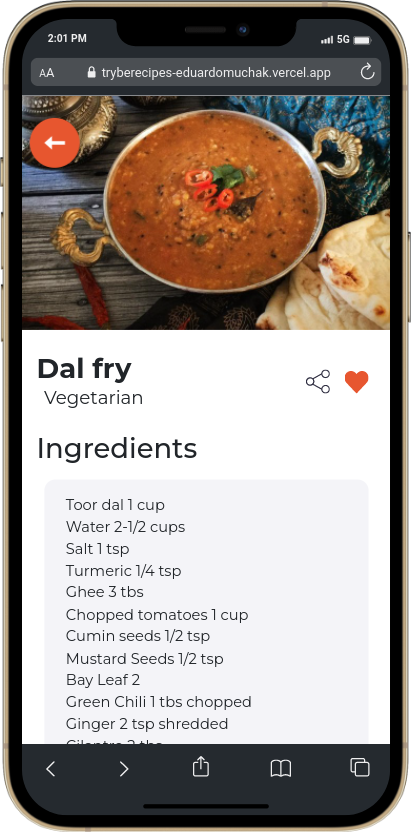 2:01 PM
5G
AA
tryberecipes-eduardomuchak.vercel.app
Dal fry
Vegetarian
Ingredients
Toor dal 1 cup
Water 2-1/2 cups
Salt 1 tsp
Turmeric 1/4 tsp
Ghee 3 tbs
Chopped tomatoes 1 cup
Cumin seeds 1/2 tsp
Mustard Seeds 1/2 tsp
Bay Leaf 2
Green Chili 1 tbs chopped
Ginger 2 tsp shredded
Cilantro 2 tbs